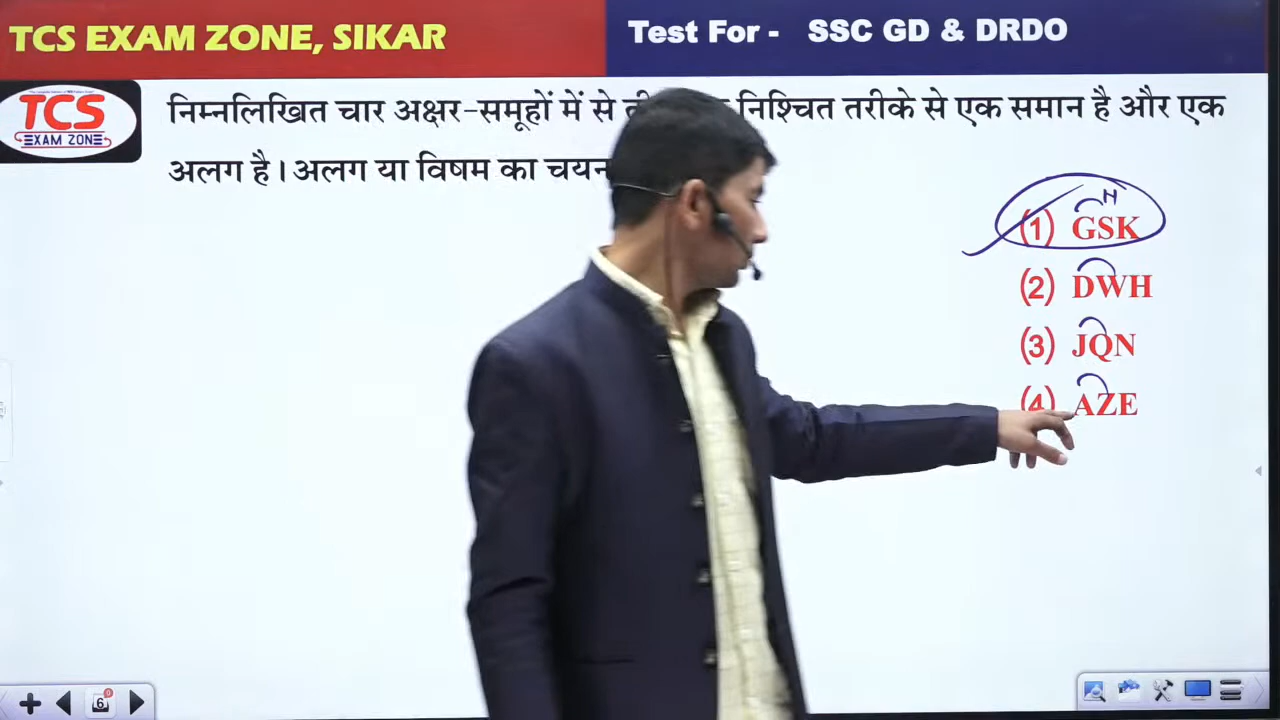 TCS EXAM ZONE, SIKAR
Test For - SSC GD & DRDO
TCS
EXAM ZONE
निम्नलिखित चार अक्षर-समूहों में से निश्चित तरीके से एक समान है और एक
अलग है। अलग या विषम का चयन
H
(1) GSK
(2) DWH
(3) JQN
(4) AZE
6